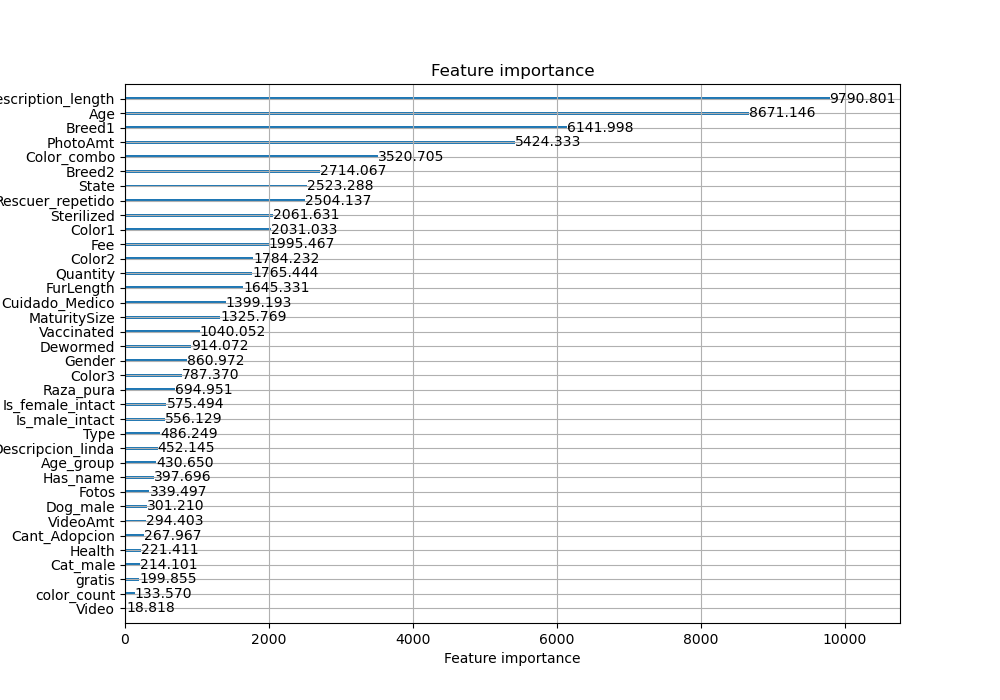 Feature importance
escription_length 9790.801
Age 8671.146
Breed1 6141.998
PhotoAmt 5424.333
Color_combo 3520.705
Breed2 2714.067
State 2523.288
Rescuer_repetido 2504.137
Sterilized 2061.631
Color1 2031.033
Fee 1995.467
Color2 1784.232
Quantity 1765.444
FurLength 1645.331
Cuidado_Medico 1399.193
MaturitySize 1325.769
Vaccinated 1040.052
Dewormed 914.072
Gender 860.972
Color3 787.370
Raza_pura 694.951
Is_female_intact 575.494
Is_male_intact 556.129
Type 486.249
Descripcion_linda 452.145
Age_group 430.650
Has_name 397.696
Fotos 339.497
Dog_male 301.210
VideoAmt 294.403
Cant_Adopcion 267.967
Health 221.411
Cat_male 214.101
gratis 199.855
color_count 133.570
Video 18.818
0 2000 4000 6000 8000 10000
Feature importance